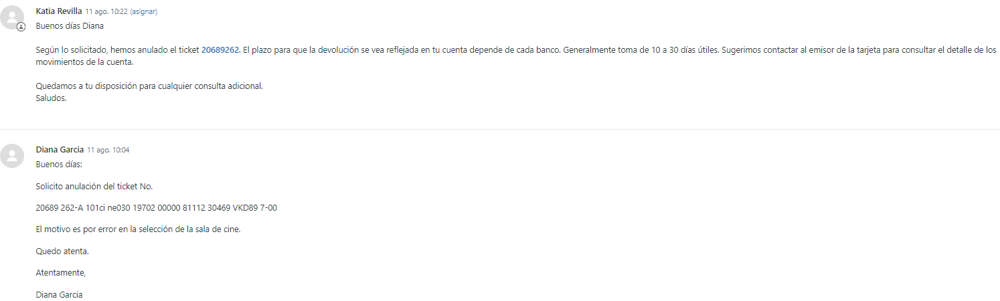 Katia Revilla 11 ago. 10:22 (asignar)
Buenos días Diana
Según lo solicitado, hemos anulado el ticket 20689262. El plazo para que la devolución se vea reflejada en tu cuenta depende de cada banco. Generalmente toma de 10 a 30 días útiles. Sugerimos contactar al emisor de la tarjeta para consultar el detalle de los
movimientos de la cuenta.
Quedamos a tu disposición para cualquier consulta adicional.
Saludos.
Diana Garcia 11 ago. 10:04
Buenos días:
Solicito anulación del ticket No.
20689 262-A 101ci ne030 19702 00000 81112 30469 VKD89 7-00
El motivo es por error en la selección de la sala de cine.
Quedo atenta.
Atentamente,
Diana Garcia